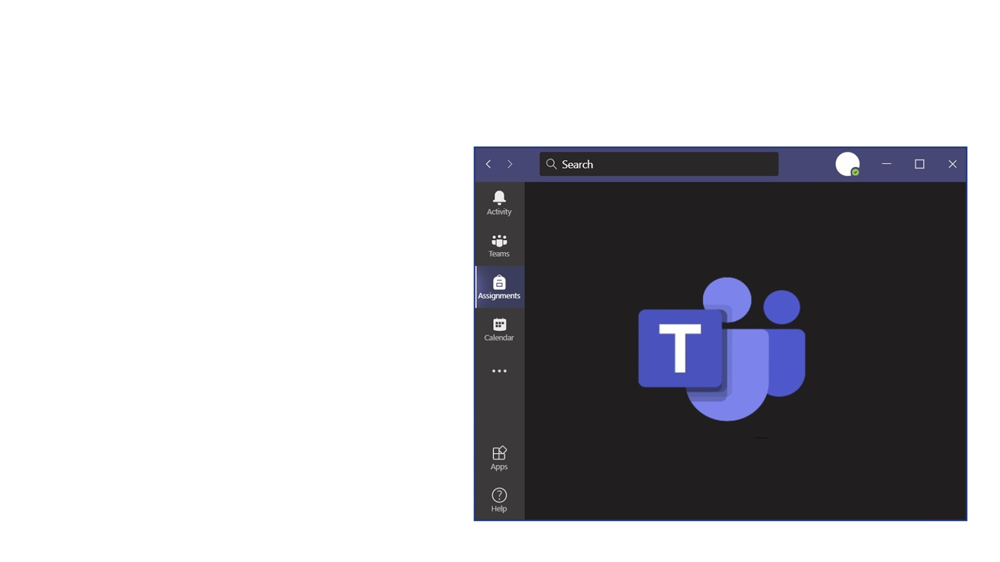 Search
Activity
Teams
Assignments
Calendar
T
Apps
Help